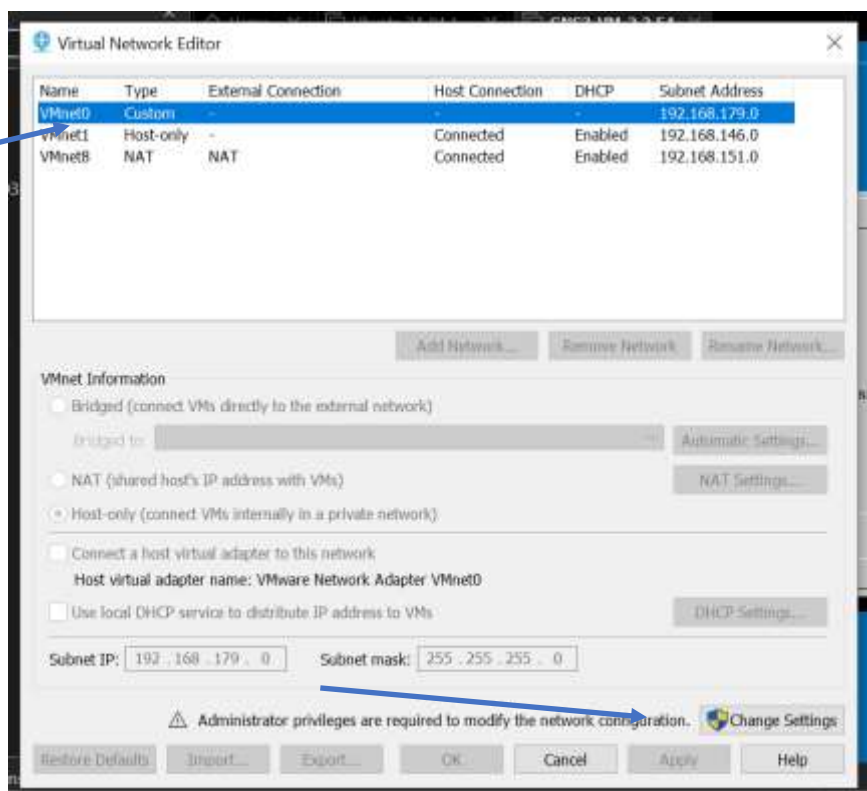 Virtual Network Editor
Name Type External Connection Host Connection DHCP Subnet Address
VMnet0 Custom - - - 192.168.179.0
VMnet1 Host-only - Connected Enabled 192.168.146.0
VMnet8 NAT NAT Connected Enabled 192.168.151.0
Add Network... Remove Network Rename Network...
VMnet Information
Bridged (connect VMs directly to the external network)
Bridged to: Automatic Settings...
NAT (shared host's IP address with VMs) NAT Settings...
Host-only (connect VMs internally in a private network)
Connect a host virtual adapter to this network
Host virtual adapter name: VMware Network Adapter VMnet0
Use local DHCP service to distribute IP address to VMs DHCP Settings...
Subnet IP: 192 . 168 . 179 . 0 Subnet mask: 255 . 255 . 255 . 0
Administrator privileges are required to modify the network configuration. Change Settings
Restore Defaults Import... Export... OK Cancel Apply Help